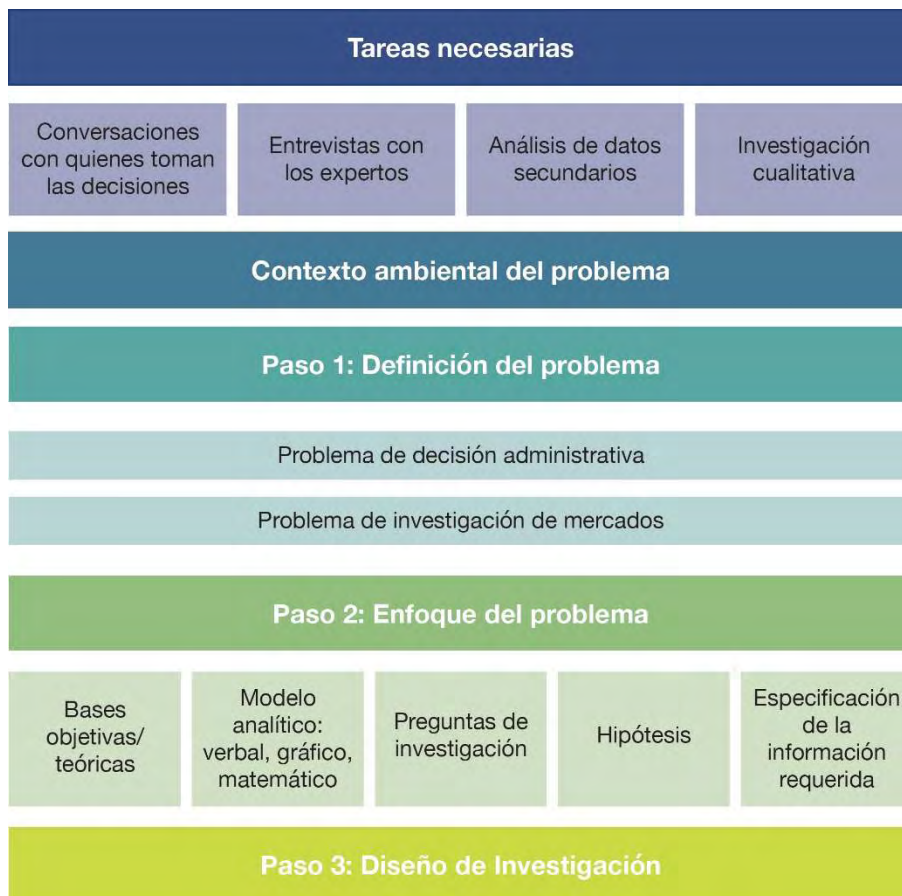 Tareas necesarias
Conversaciones
con quienes toman
las decisiones
Entrevistas con
los expertos
Análisis de datos
secundarios
Investigación
cualitativa
Contexto ambiental del problema
Paso 1: Definición del problema
Problema de decisión administrativa
Problema de investigación de mercados
Paso 2: Enfoque del problema
Bases
objetivas/
teóricas
Modelo
analítico:
verbal, gráfico,
matemático
Preguntas de
investigación
Hipótesis
Especificación
de la
información
requerida
Paso 3: Diseño de Investigación